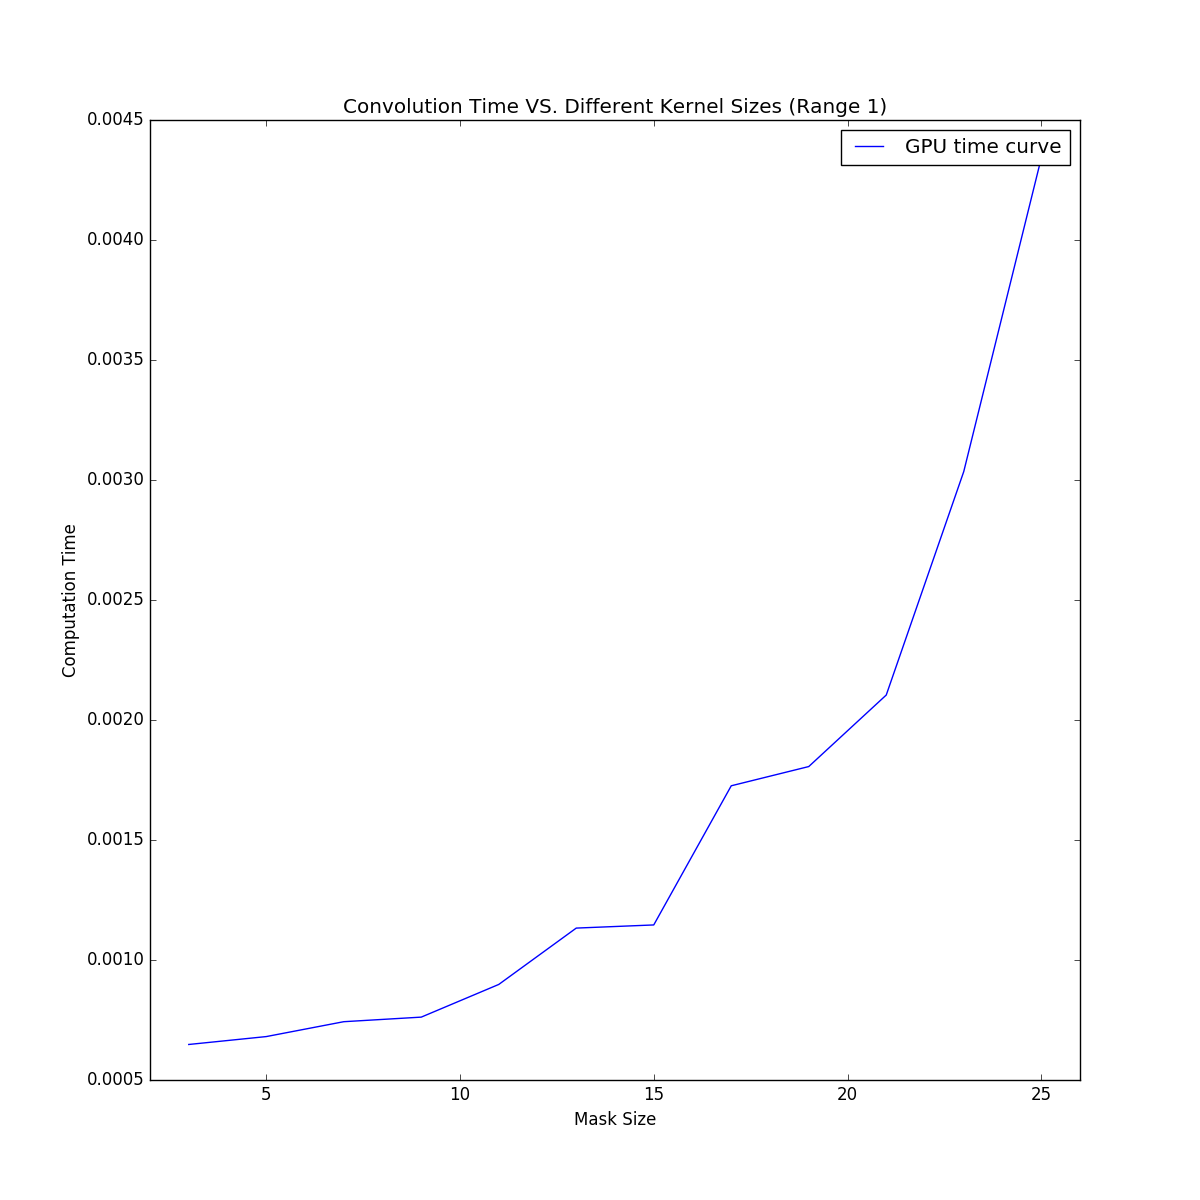 Convolution Time VS. Different Kernel Sizes (Range 1)
GPU time curve
0.0045
0.0040
0.0035
0.0030
0.0025
0.0020
0.0015
0.0010
0.0005
Computation Time
5 10 15 20 25
Mask Size